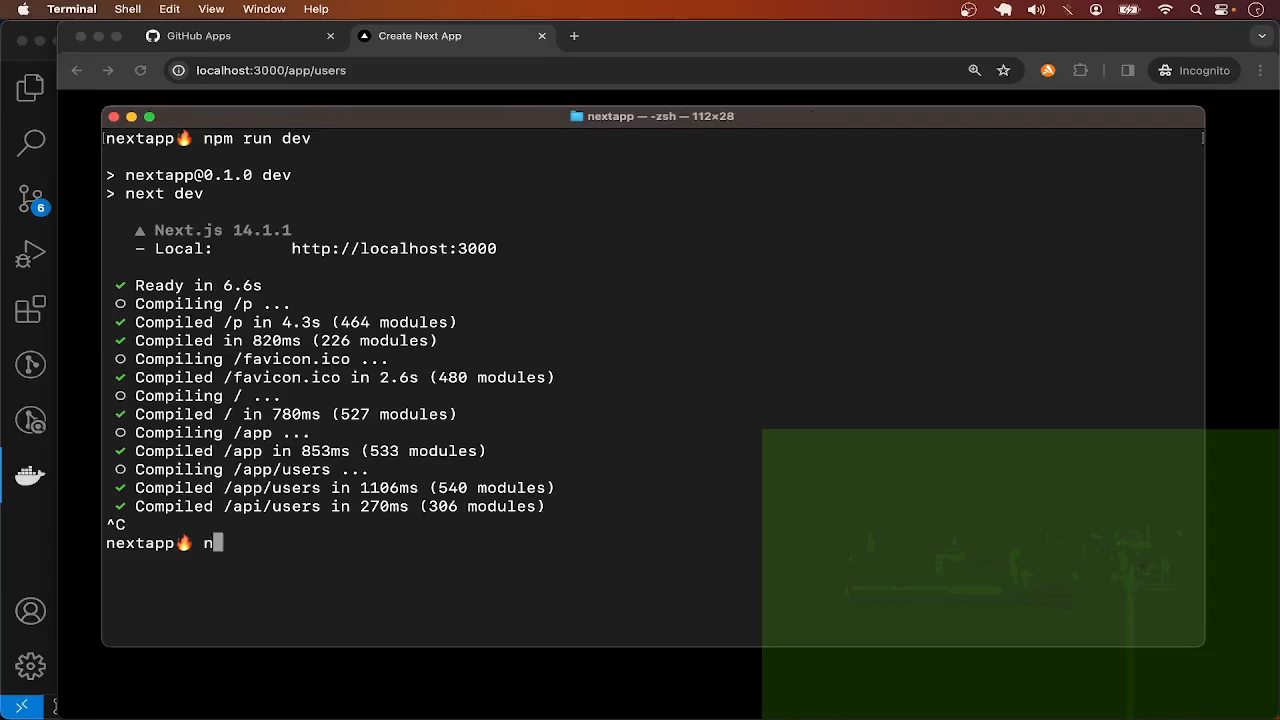 Terminal Shell Edit View Window Help
GitHub Apps
Create Next App
localhost:3000/app/users
Incognito
nextapp — -zsh — 112×28
nextapp🔥 npm run dev
> nextapp@0.1.0 dev
> next dev
▲ Next.js 14.1.1
- Local: http://localhost:3000
✓ Ready in 6.6s
○ Compiling /p ...
✓ Compiled /p in 4.3s (464 modules)
✓ Compiled in 820ms (226 modules)
○ Compiling /favicon.ico ...
✓ Compiled /favicon.ico in 2.6s (480 modules)
○ Compiling / ...
✓ Compiled / in 780ms (527 modules)
○ Compiling /app ...
✓ Compiled /app in 853ms (533 modules)
○ Compiling /app/users ...
✓ Compiled /app/users in 1106ms (540 modules)
✓ Compiled /api/users in 270ms (306 modules)
^C
nextapp🔥 n
6